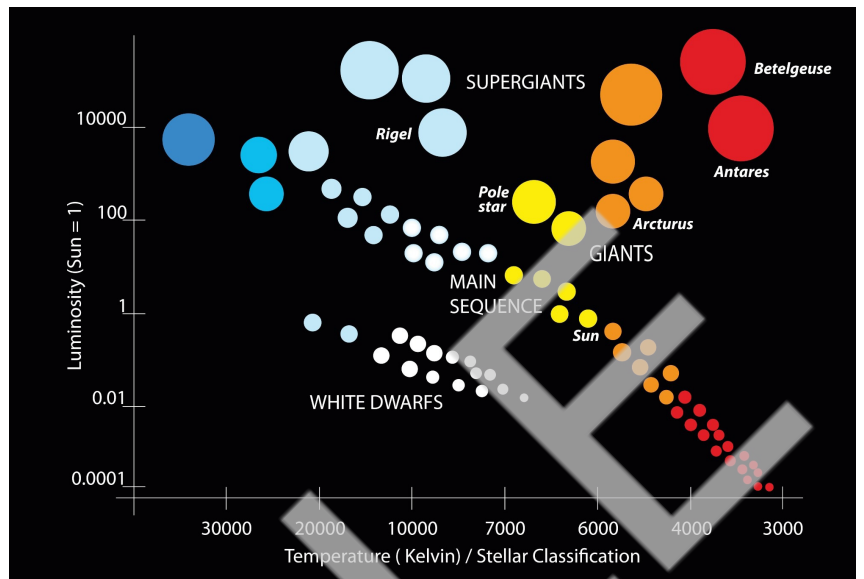 Betelgeuse
SUPERGIANTS
10000
Rigel
Antares
Pole
star
100
Arcturus
GIANTS
MAIN
SEQUENCE
1
Sun
WHITE DWARFS
0.01
0.0001
Luminosity (Sun = 1)
30000 20000 10000 7000 6000 4000 3000
Temperature ( Kelvin) / Stellar Classification